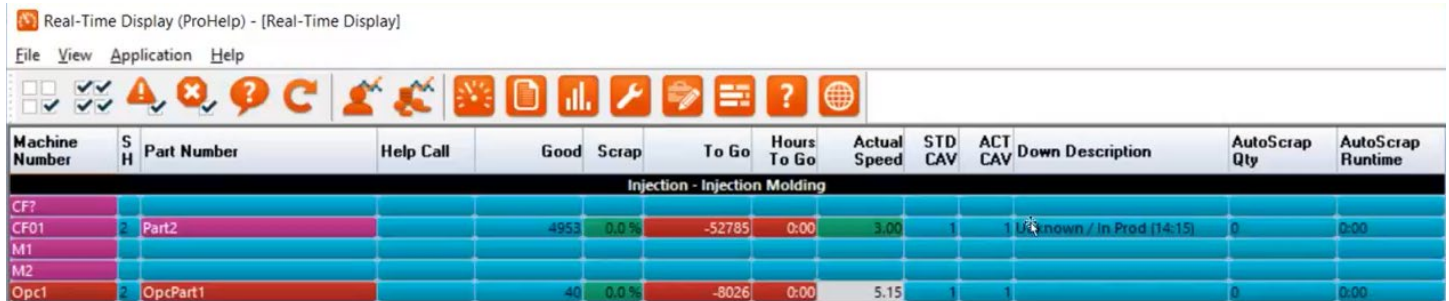 Real-Time Display (ProHelp) - [Real-Time Display]
File View Application Help
Machine Number S H Part Number Help Call Good Scrap To Go Hours To Go Actual Speed STD CAV ACT CAV Down Description AutoScrap Qty AutoScrap Runtime
Injection - Injection Molding
CF?
CF01 2 Part2 4953 0.0 % -52785 0:00 3.00 1 1 Unknown / In Prod (14:15) 0 0:00
M1
M2
Opc1 2 OpcPart1 40 0.0 % -8026 0:00 5.15 1 1 0 0:00